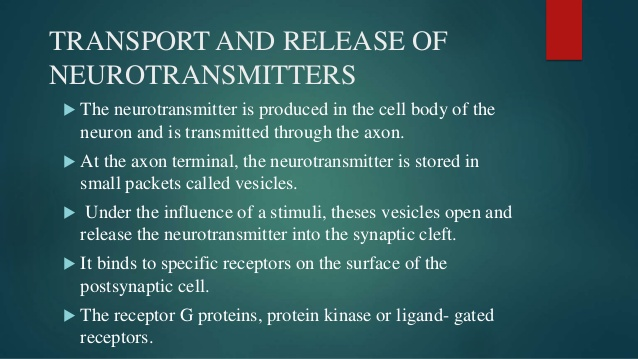 TRANSPORT AND RELEASE OF
NEUROTRANSMITTERS
The neurotransmitter is produced in the cell body of the
neuron and is transmitted through the axon.
At the axon terminal, the neurotransmitter is stored in
small packets called vesicles.
Under the influence of a stimuli, theses vesicles open and
release the neurotransmitter into the synaptic cleft.
It binds to specific receptors on the surface of the
postsynaptic cell.
The receptor G proteins, protein kinase or ligand- gated
receptors.